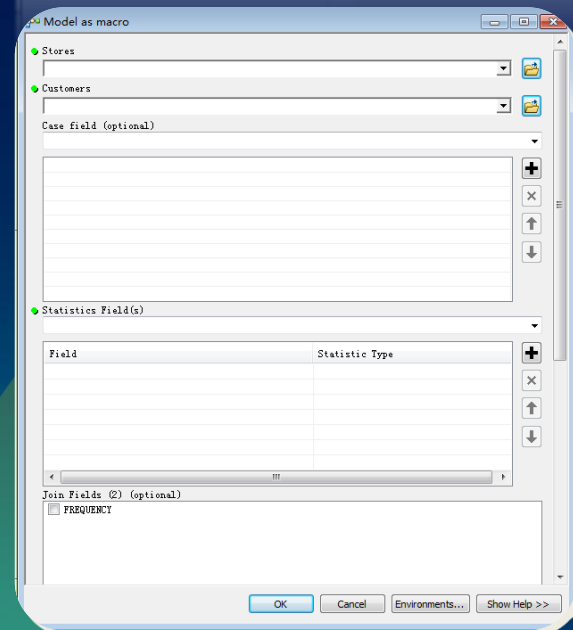 Model as macro
Stores
Customers
Case field (optional)
Statistics Field(s)
Field Statistic Type
Join Fields (2) (optional)
FREQUENCY
OK Cancel Environments... Show Help >>